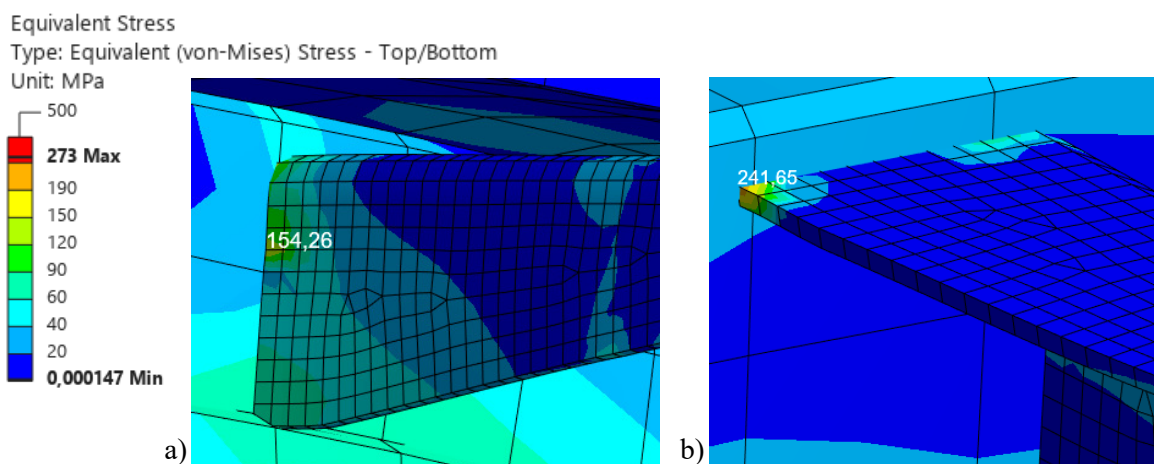 Equivalent Stress
Type: Equivalent (von-Mises) Stress - Top/Bottom
Unit: MPa
500
273 Max
190
150
120
90
60
40
20
0,000147 Min
154,26
a)
241,65
b)